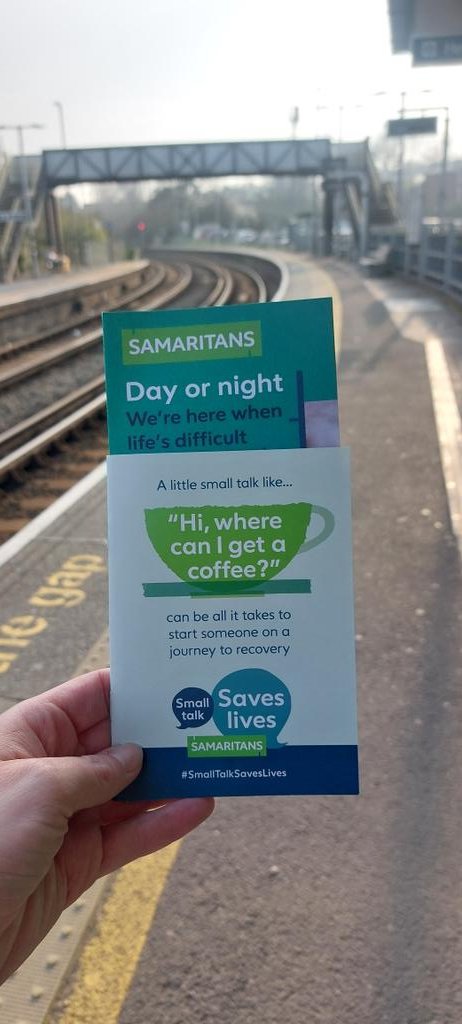 SAMARITANS
Day or night
We're here when
life's difficult
A little small talk like...
"Hi, where
can I get a
coffee?"
can be all it takes to
start someone on a
journey to recovery
Small
talk
Saves
lives
SAMARITANS
#SmallTalkSavesLives
gap